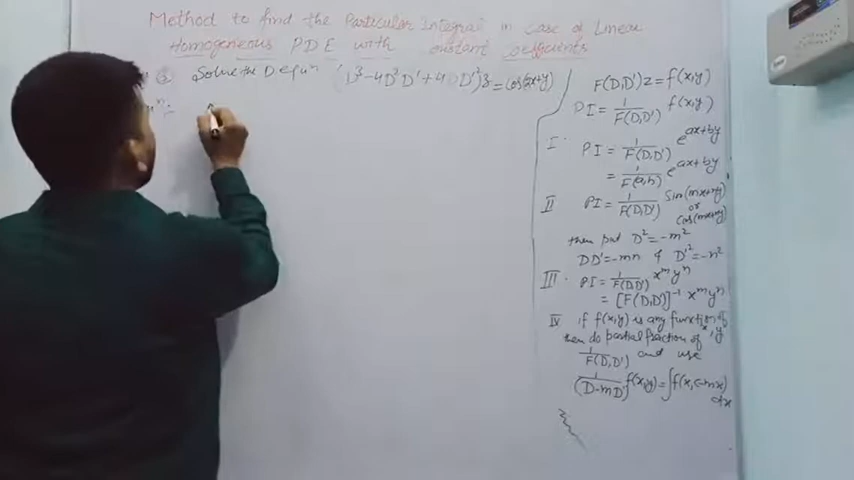 Method to find the Particular Integral in case of Linear
Homogeneous PDE with constant coefficients
③ Solve the D Equn (D³-4D²D'+4DD'²)z = cos(2x+y)
F(D,D')z = f(x,y)
PI = 1/F(D,D') f(x,y)
I PI = 1/F(D,D') e^(ax+by)
= 1/F(a,b) e^(ax+by)
II PI = 1/F(D,D') Sin(mx+ny) or Cos(mx+ny)
then put D² = -m²
DD' = -mn & D'² = -n²
III PI = 1/F(D,D') x^m y^n
= [F(D,D')]^-1 x^m y^n
IV if f(x,y) is any function of x,y
then do partial fraction of
1/F(D,D') and use
1/(D-mD') f(x,y) = ∫f(x,c-mx)dx